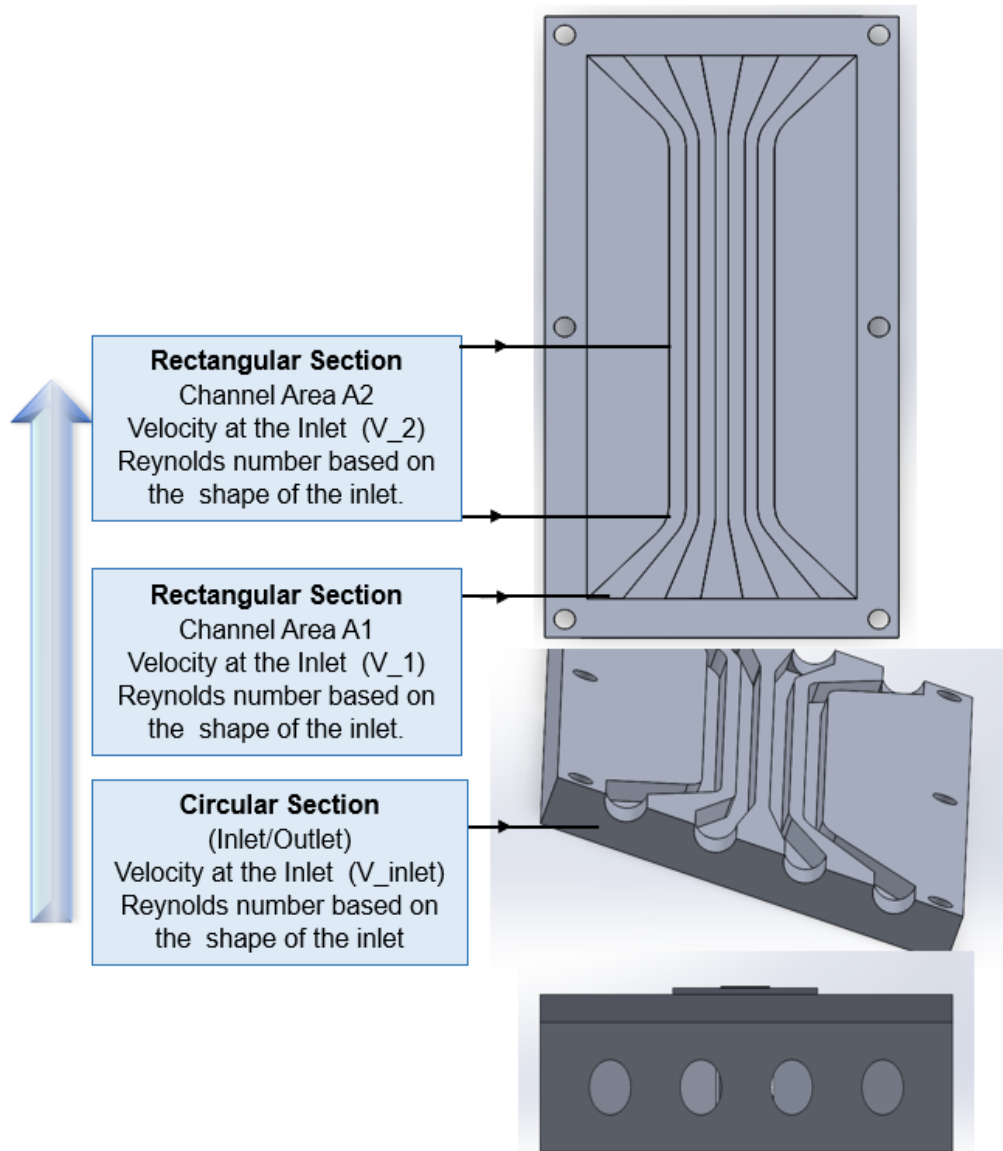 Rectangular Section
Channel Area A2
Velocity at the Inlet (V_2)
Reynolds number based on
the shape of the inlet.
Rectangular Section
Channel Area A1
Velocity at the Inlet (V_1)
Reynolds number based on
the shape of the inlet.
Circular Section
(Inlet/Outlet)
Velocity at the Inlet (V_inlet)
Reynolds number based on
the shape of the inlet